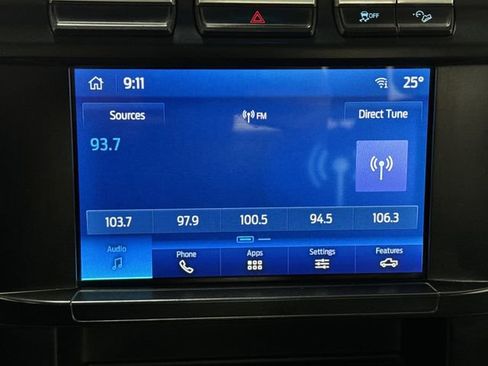 OFF
9:11
25°
Sources
FM
Direct Tune
93.7
103.7
97.9
100.5
94.5
106.3
Audio
Phone
Apps
Settings
Features